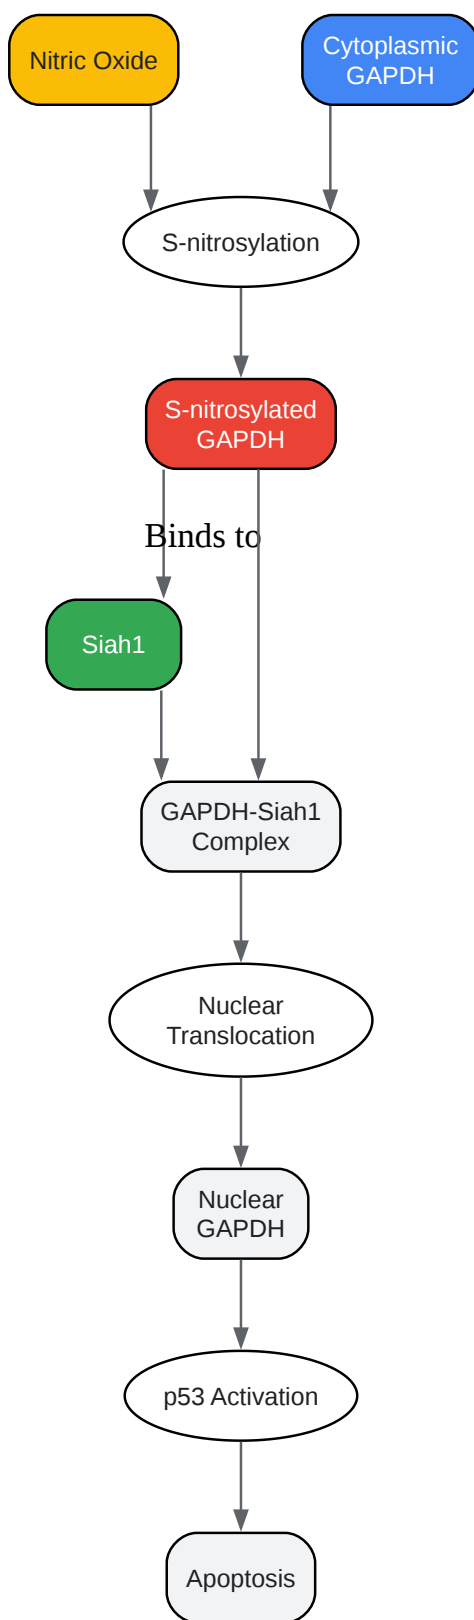 Nitric Oxide
Cytoplasmic
GAPDH
S-nitrosylation
S-nitrosylated
GAPDH
Binds to
Siah1
GAPDH-Siah1
Complex
Nuclear
Translocation
Nuclear
GAPDH
p53 Activation
Apoptosis